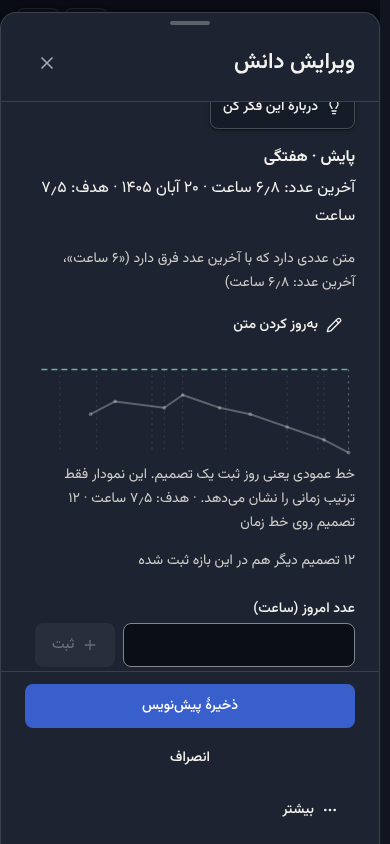 ویرایش دانش
دربارهٔ این فکر کن
پایش · هفتگی
آخرین عدد: ۶٫۸ ساعت · ۲۰ آبان ۱۴۰۵ · هدف: ۷٫۵
ساعت
متن عددی دارد که با آخرین عدد فرق دارد («۶ ساعت»،
آخرین عدد: ۶٫۸ ساعت)
به‌روز کردن متن
خط عمودی یعنی روز ثبت یک تصمیم. این نمودار فقط
ترتیب زمانی را نشان می‌دهد. · هدف: ۷٫۵ ساعت · ۱۲
تصمیم روی خط زمان
۱۲ تصمیم دیگر هم در این بازه ثبت شده
عدد امروز (ساعت)
ثبت
ذخیرهٔ پیش‌نویس
انصراف
بیشتر